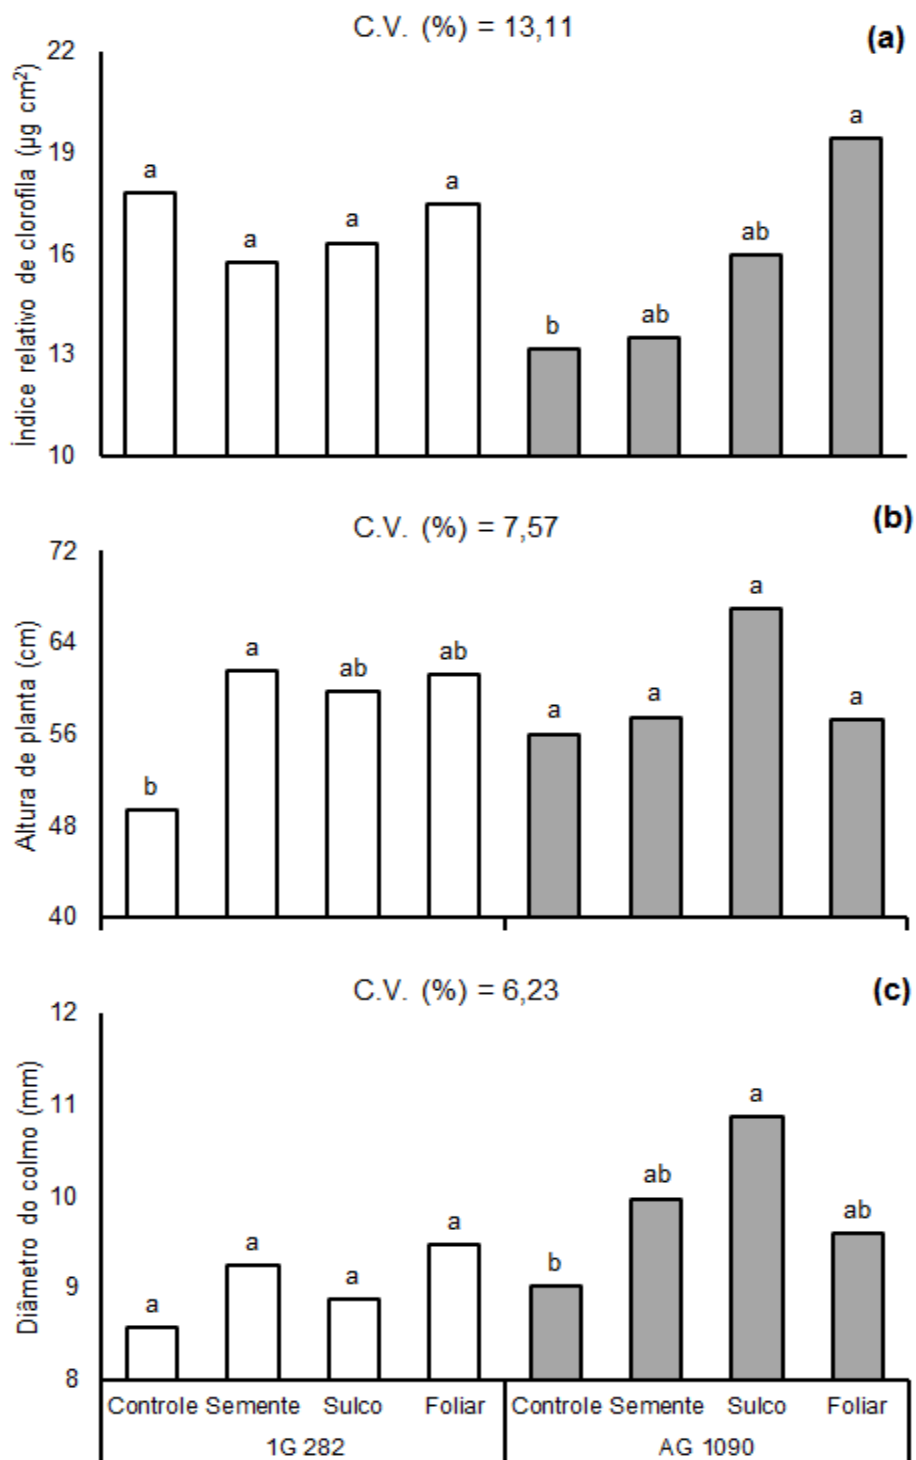 C.V. (%) = 13,11
(a)
Índice relativo de clorofila (µg cm²)
22
19
16
13
10
a
a
a
a
b
ab
ab
a
C.V. (%) = 7,57
(b)
Altura de planta (cm)
72
64
56
48
40
b
a
ab
ab
a
a
a
a
C.V. (%) = 6,23
(c)
Diâmetro do colmo (mm)
12
11
10
9
8
a
a
a
a
b
ab
a
ab
Controle Semente Sulco Foliar Controle Semente Sulco Foliar
1G 282 AG 1090